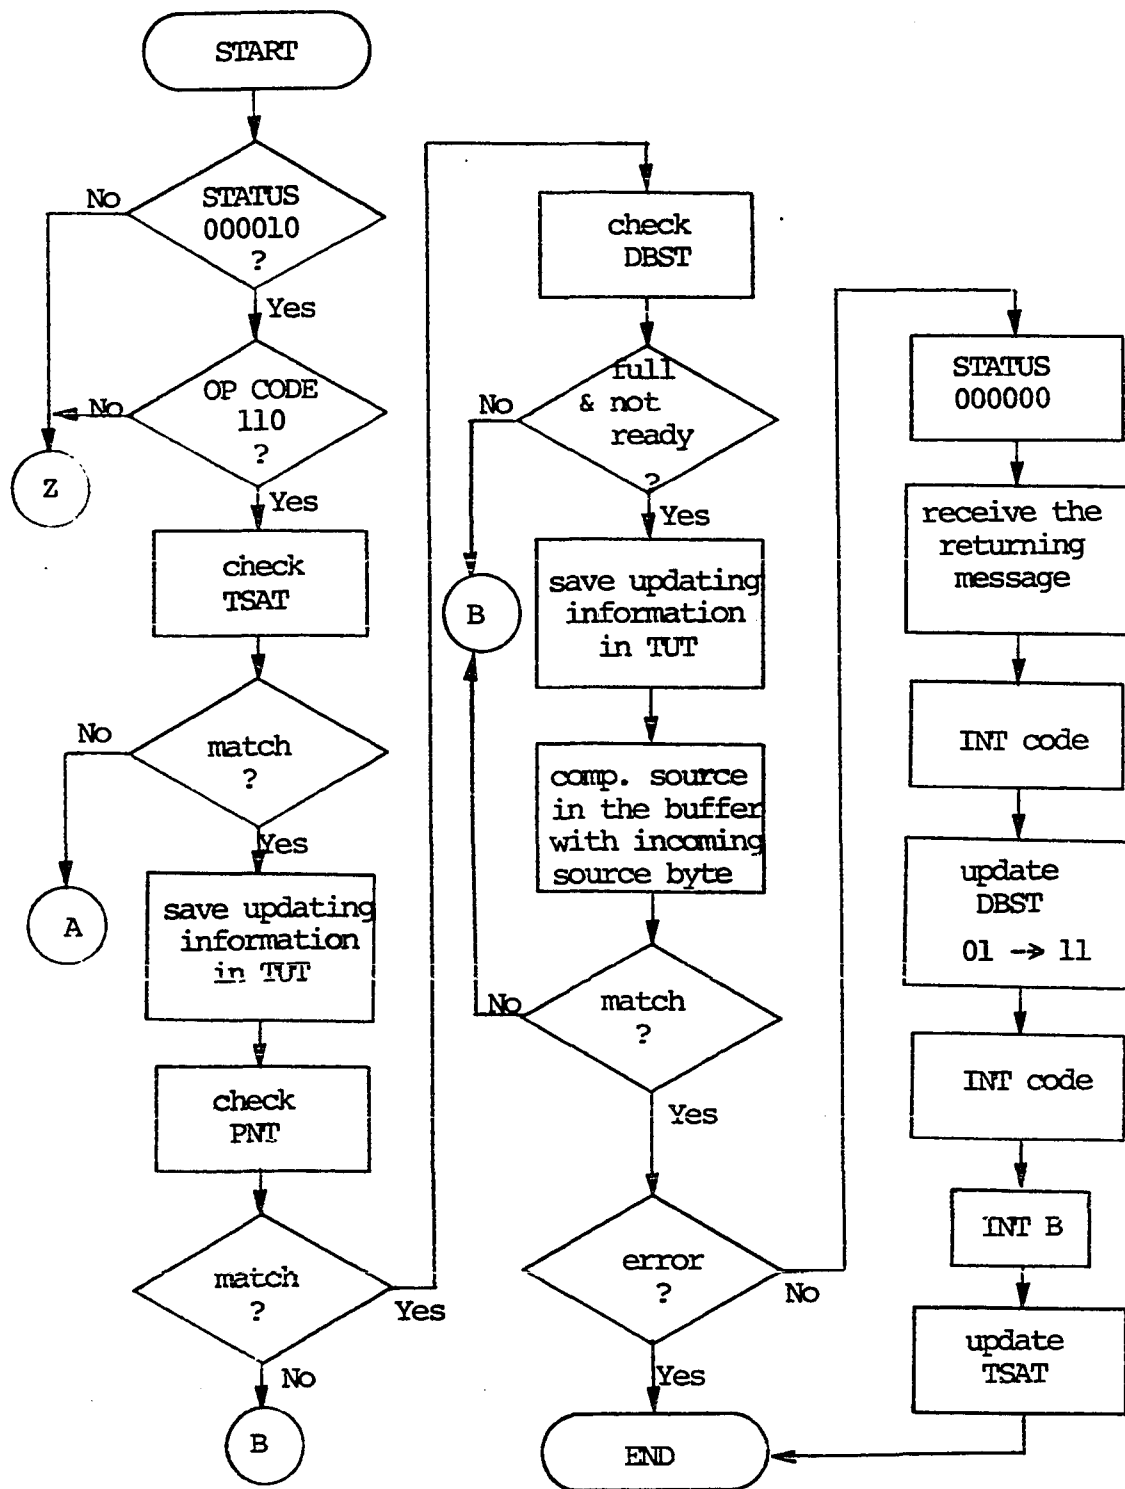 START
No
STATUS
000010
?
Yes
No
OP CODE
110
?
Z
Yes
check
TSAT
No
match
?
Yes
A
save updating
information
in TUT
check
PNT
match
?
Yes
No
B
check
DBST
No
full
& not
ready
?
Yes
B
save updating
information
in TUT
comp. source
in the buffer
with incoming
source byte
No
match
?
Yes
error
?
No
Yes
END
STATUS
000000
receive the
returning
message
INT code
update
DBST
01 → 11
INT code
INT B
update
TSAT